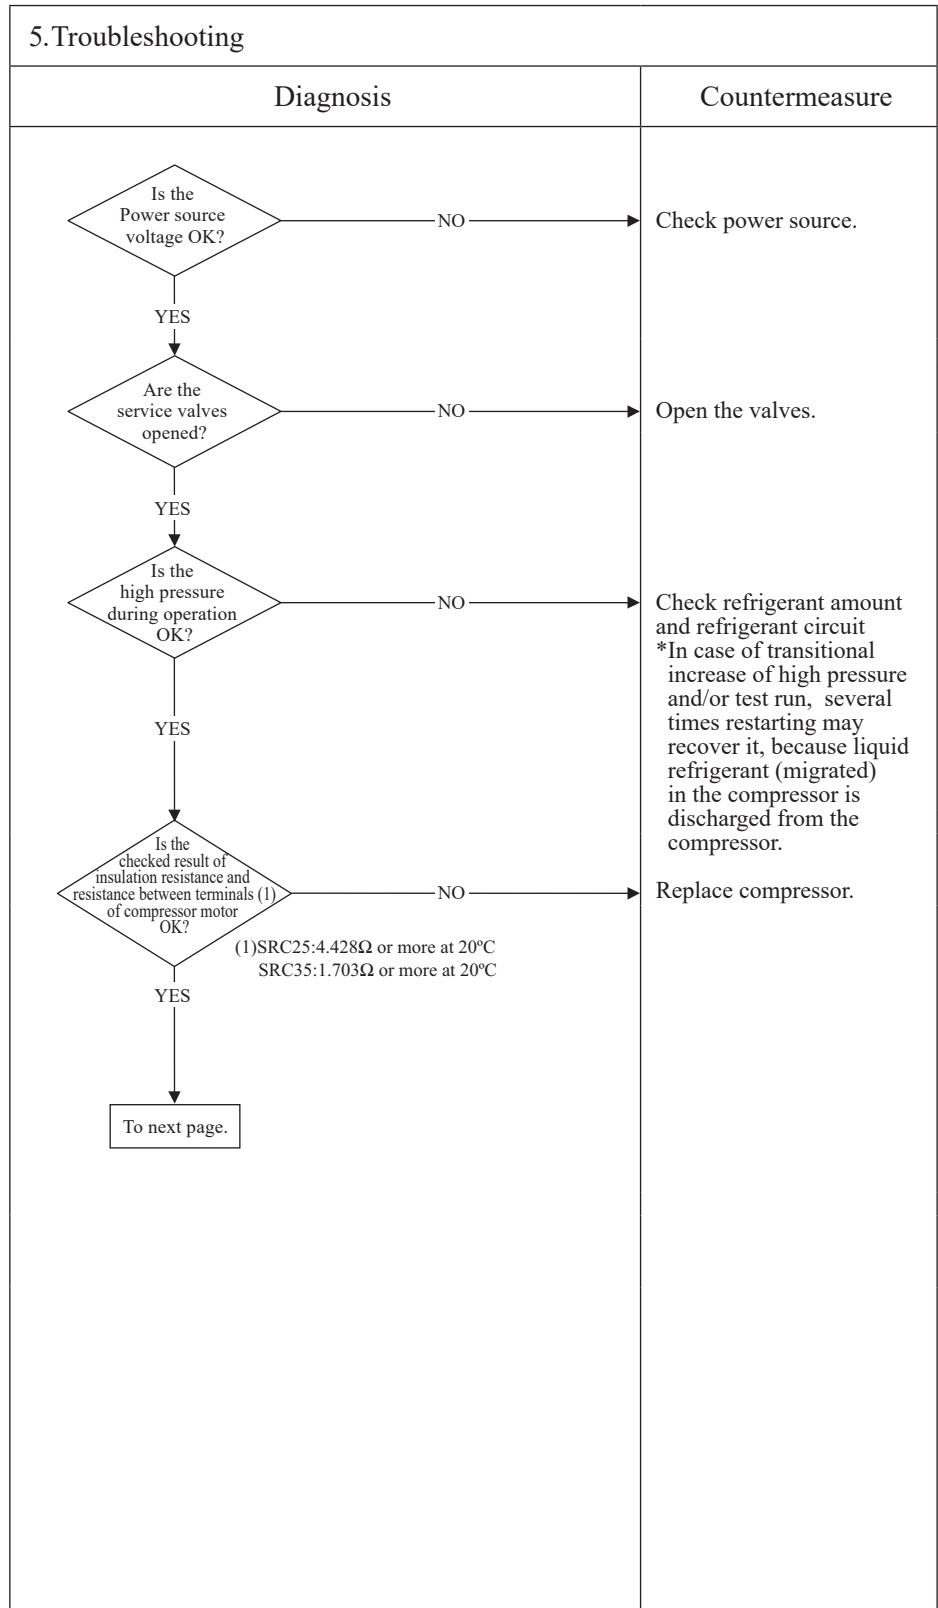 5.Troubleshooting
Diagnosis
Countermeasure
Is the
Power source
voltage OK?
NO
Check power source.
YES
Are the
service valves
opened?
NO
Open the valves.
YES
Is the
high pressure
during operation
OK?
NO
Check refrigerant amount
and refrigerant circuit
*In case of transitional
increase of high pressure
and/or test run, several
times restarting may
recover it, because liquid
refrigerant (migrated)
in the compressor is
discharged from the
compressor.
YES
Is the
checked result of
insulation resistance and
resistance between terminals (1)
of compressor motor
OK?
NO
Replace compressor.
(1)SRC25:4.428Ω or more at 20ºC
SRC35:1.703Ω or more at 20ºC
YES
To next page.